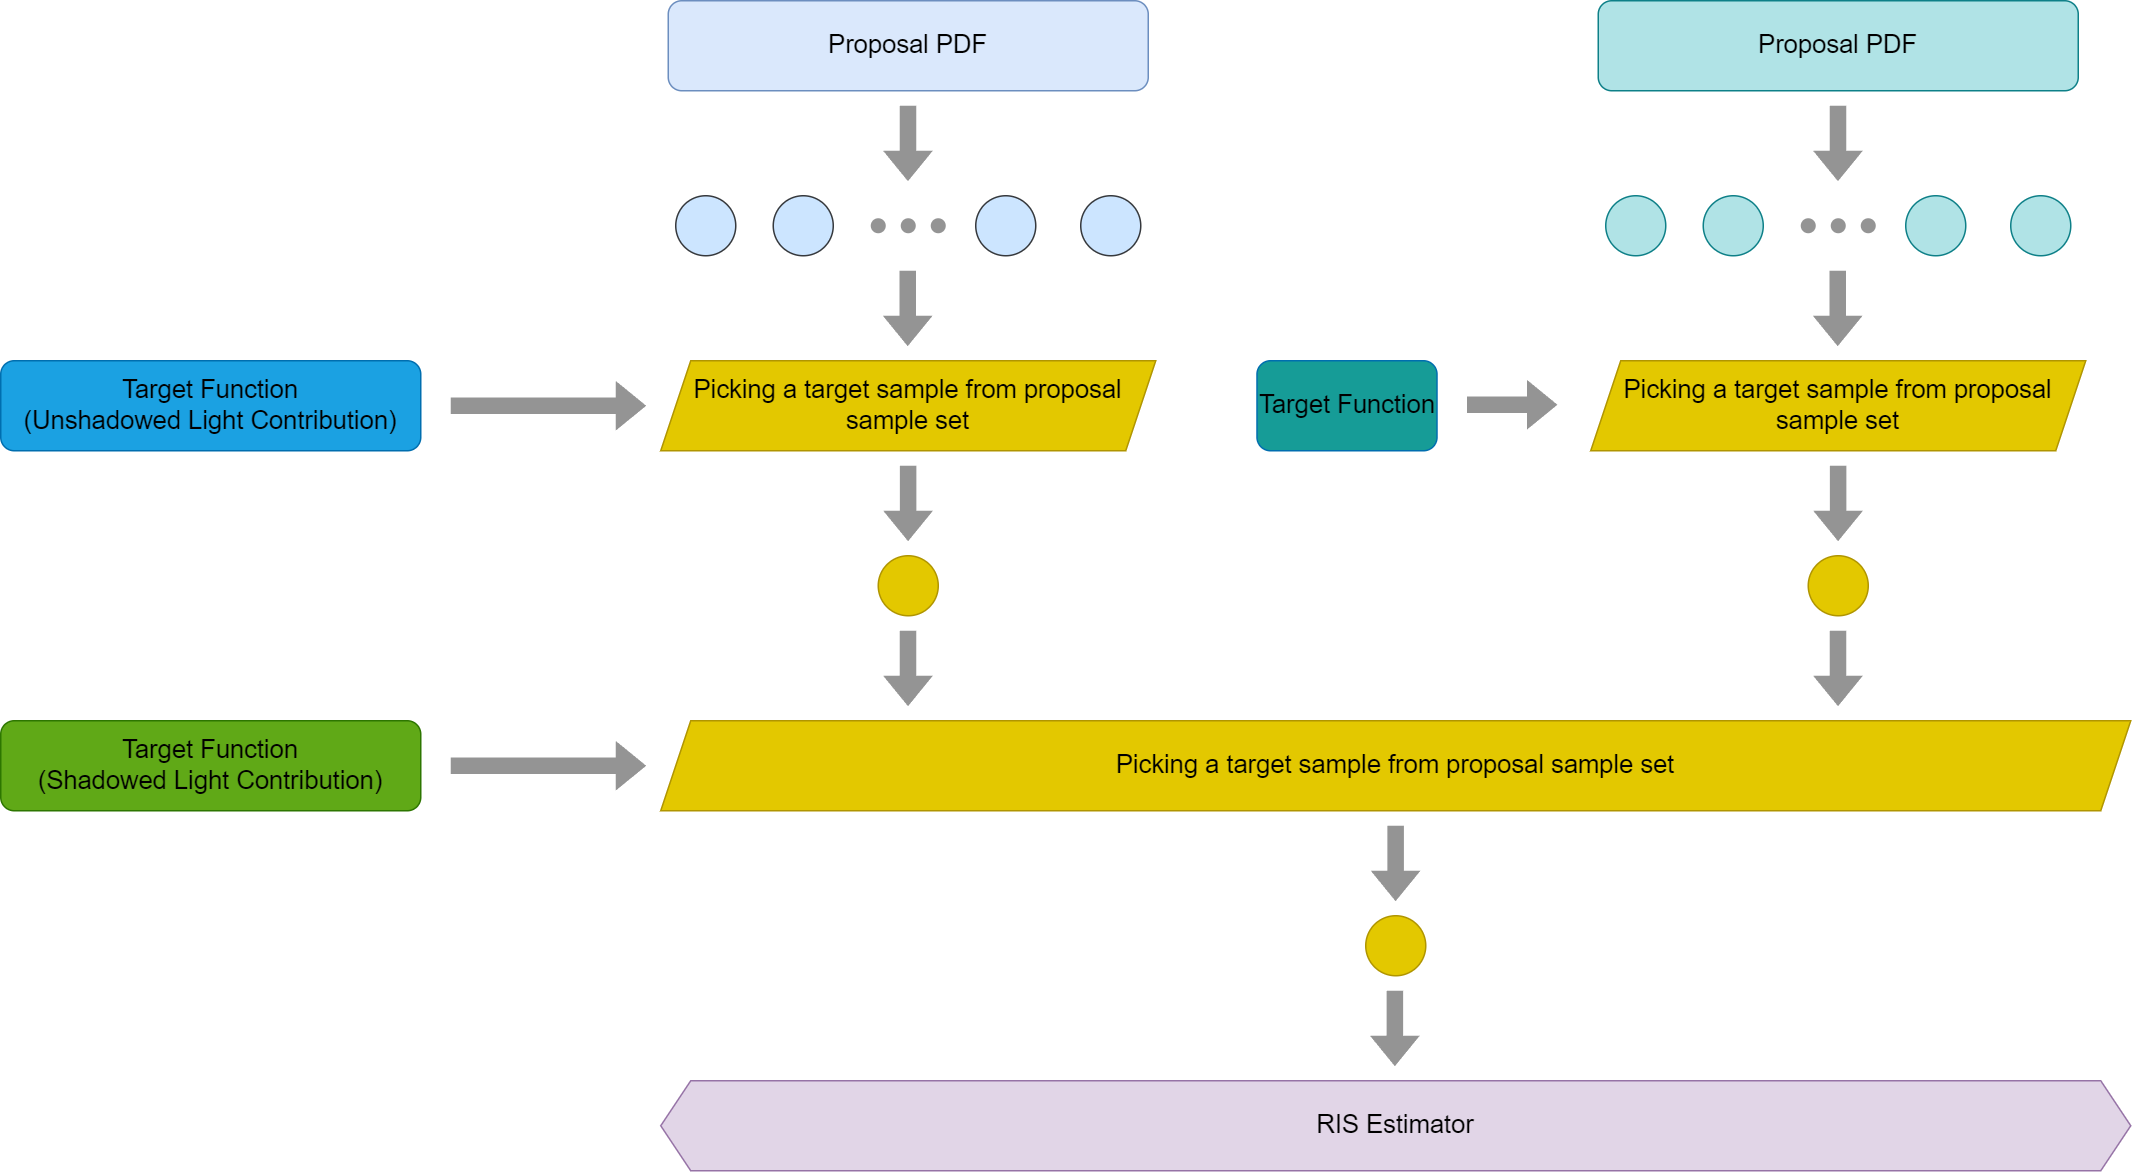 Proposal PDF
Proposal PDF
Target Function
(Unshadowed Light Contribution)
Picking a target sample from proposal
sample set
Target Function
Picking a target sample from proposal
sample set
Target Function
(Shadowed Light Contribution)
Picking a target sample from proposal sample set
RIS Estimator